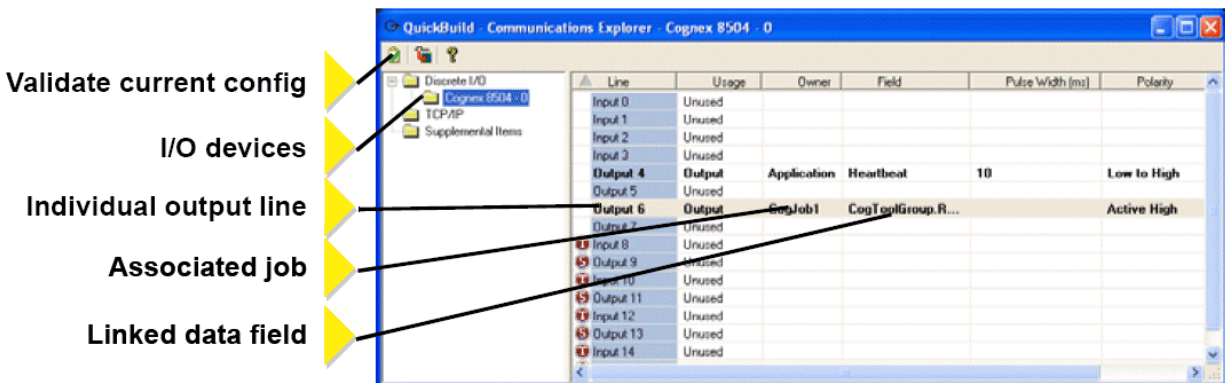 QuickBuild - Communications Explorer - Cognex 8504 - 0
Validate current config
I/O devices
Individual output line
Associated job
Linked data field
Discrete I/O
Cognex 8504 - 0
TCP/IP
Supplemental Items
Line Usage Owner Field Pulse Width (ms) Polarity
Input 0 Unused
Input 1 Unused
Input 2 Unused
Input 3 Unused
Output 4 Output Application Heartbeat 10 Low to High
Output 5 Unused
Output 6 Output CogJob1 CogToolGroup.R... Active High
Output 7 Unused
Input 8 Unused
Output 9 Unused
Input 10 Unused
Output 11 Unused
Input 12 Unused
Output 13 Unused
Input 14 Unused